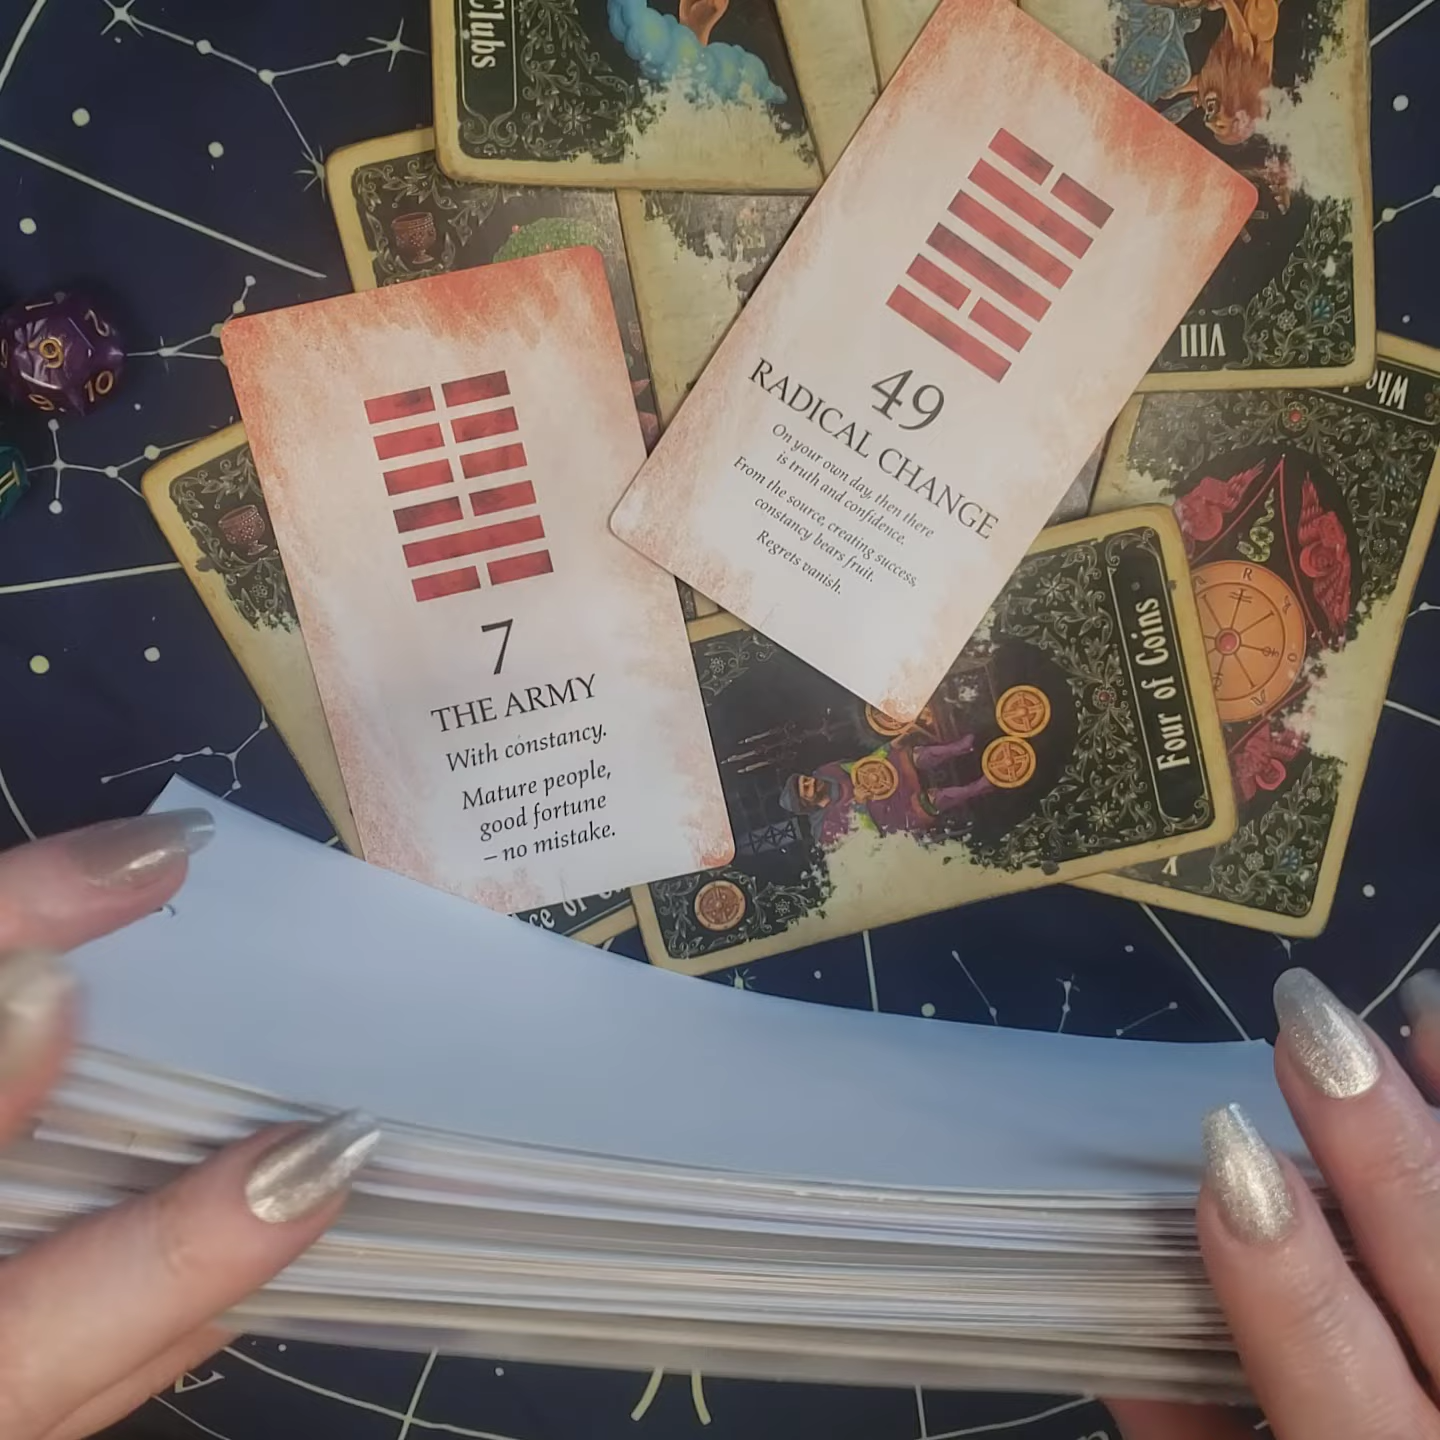 Clubs
49
RADICAL CHANGE
On your own day, then there
is truth and confidence.
From the source, creating success,
constancy bears fruit.
Regrets vanish.
7
THE ARMY
With constancy.
Mature people,
good fortune
– no mistake.
VIII
Four of Coins
X
9
10